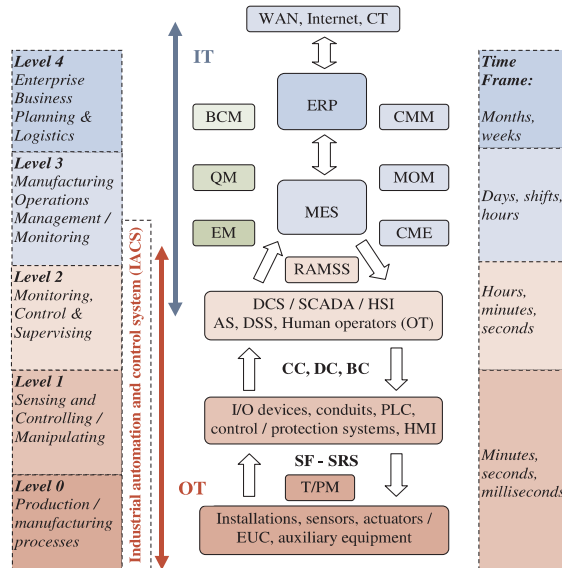 WAN, Internet, CT
Level 4
Enterprise
Business
Planning &
Logistics
IT
Time
Frame:
Months,
weeks
BCM
ERP
CMM
Level 3
Manufacturing
Operations
Management /
Monitoring
QM
MOM
MES
EM
CME
Days, shifts,
hours
Industrial automation and control system (IACS)
RAMSS
Level 2
Monitoring,
Control &
Supervising
DCS / SCADA / HSI
AS, DSS, Human operators (OT)
Hours,
minutes,
seconds
CC, DC, BC
Level 1
Sensing and
Controlling /
Manipulating
I/O devices, conduits, PLC,
control / protection systems, HMI
Minutes,
seconds,
milliseconds
SF - SRS
Level 0
Production /
manufacturing
processes
OT
T/PM
Installations, sensors, actuators /
EUC, auxiliary equipment